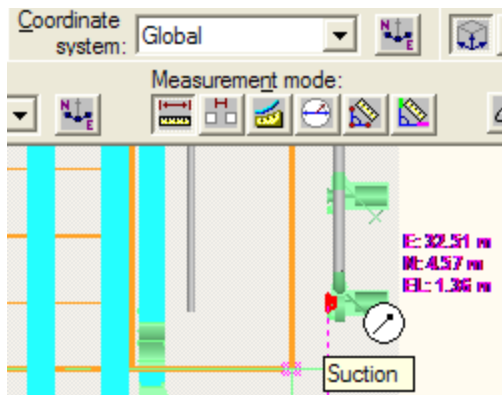 Coordinate
system:
Global
N
E
Measurement mode:
N
E
H
E: 32.51 m
N: 4.57 m
El: 1.36 m
Suction